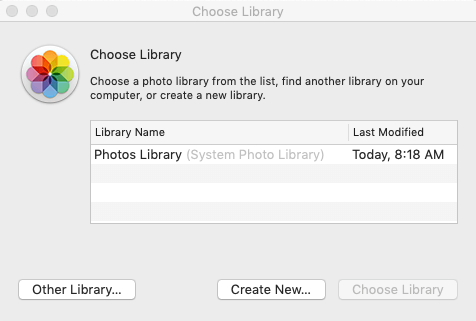 Choose Library
Choose Library
Choose a photo library from the list, find another library on your
computer, or create a new library.
Library Name Last Modified
Photos Library (System Photo Library) Today, 8:18 AM
Other Library... Create New... Choose Library